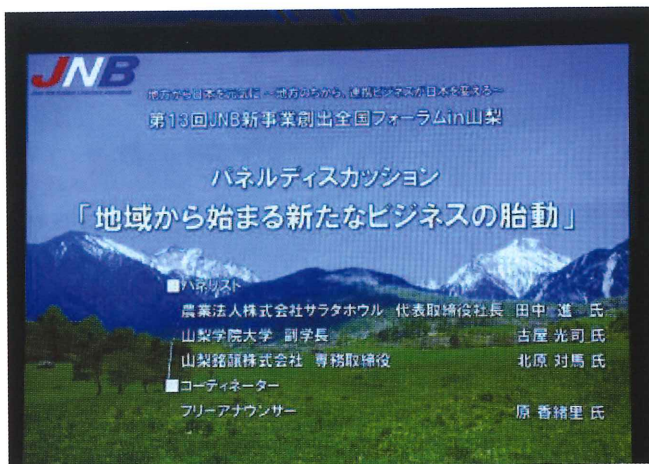 JNB
地方から日本を元気に ～地方のちから、連携ビジネスが日本を変える～
第13回JNB新事業創出全国フォーラムin山梨
パネルディスカッション
「地域から始まる新たなビジネスの胎動」
■パネリスト
農業法人株式会社サラダボウル 代表取締役社長 田中 進 氏
山梨学院大学 副学長 古屋 光司 氏
山梨銘醸株式会社 専務取締役 北原 対馬 氏
■コーディネーター
フリーアナウンサー 原 香緒里 氏